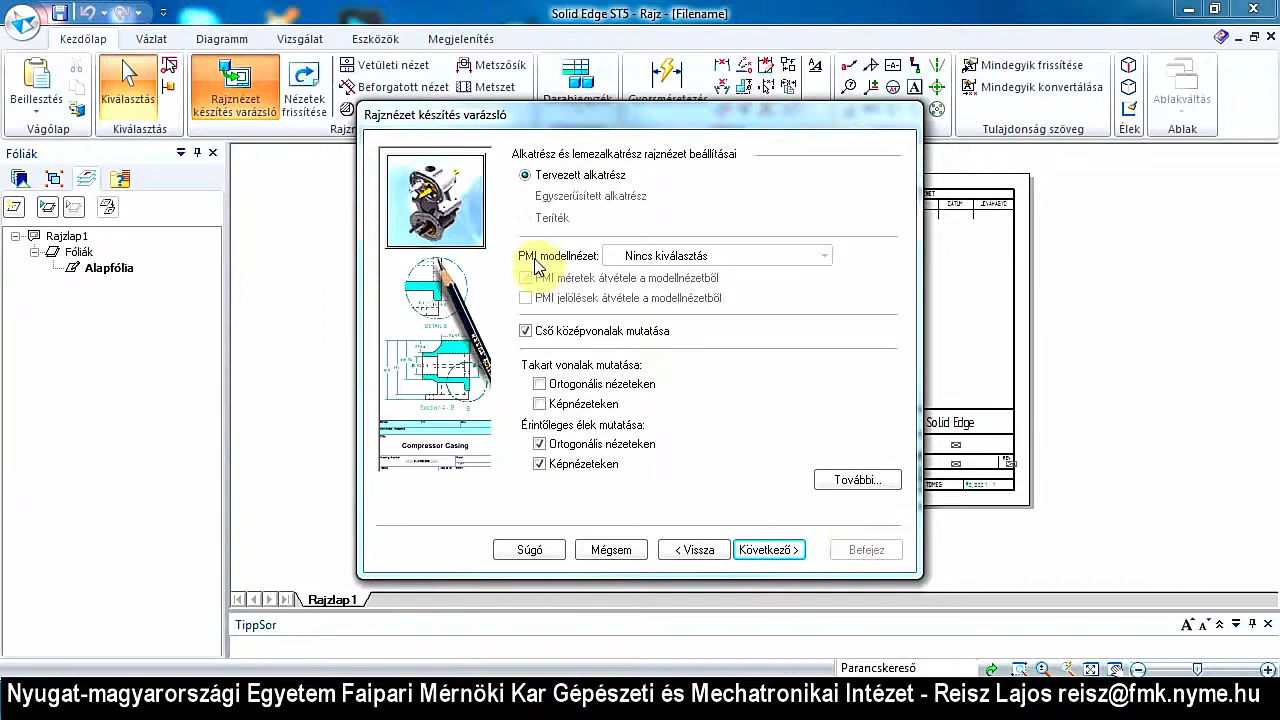 Solid Edge ST5 - Rajz - [Filename]
Kezdőlap
Vázlat
Diagramm
Vizsgálat
Eszközök
Megjelenítés
Beillesztés
Vágólap
Kiválasztás
Kiválasztás
Rajznézet
készítés varázsló
Nézetek
frissítése
Vetületi nézet
Beforgatott nézet
Metszősík
Metszet
Mindegyik frissítése
Mindegyik konvertálása
Tulajdonság szöveg
Élek
Ablakváltás
Ablak
Fóliák
Rajzlap1
Fóliák
Alapfólia
Rajznézet készítés varázsló
Alkatrész és lemezalkatrész rajznézet beállításai
Tervezett alkatrész
Egyszerűsített alkatrész
Teríték
PMI modellnézet:
Nincs kiválasztás
PMI méretek átvétele a modellnézetből
PMI jelölések átvétele a modellnézetből
Cső középvonalak mutatása
Takart vonalak mutatása:
Ortogonális nézeteken
Képnézeteken
Érintőleges élek mutatása:
Ortogonális nézeteken
Képnézeteken
További...
DETAIL B
Section 4 - B
B
Compressor Casing
Súgó
Mégsem
< Vissza
Következő >
Befejez
DÁTUM
Solid Edge
Rajzlap1
TippSor
Parancskereső
Nyugat-magyarországi Egyetem Faipari Mérnöki Kar Gépészeti és Mechatronikai Intézet - Reisz Lajos reisz@fmk.nyme.hu